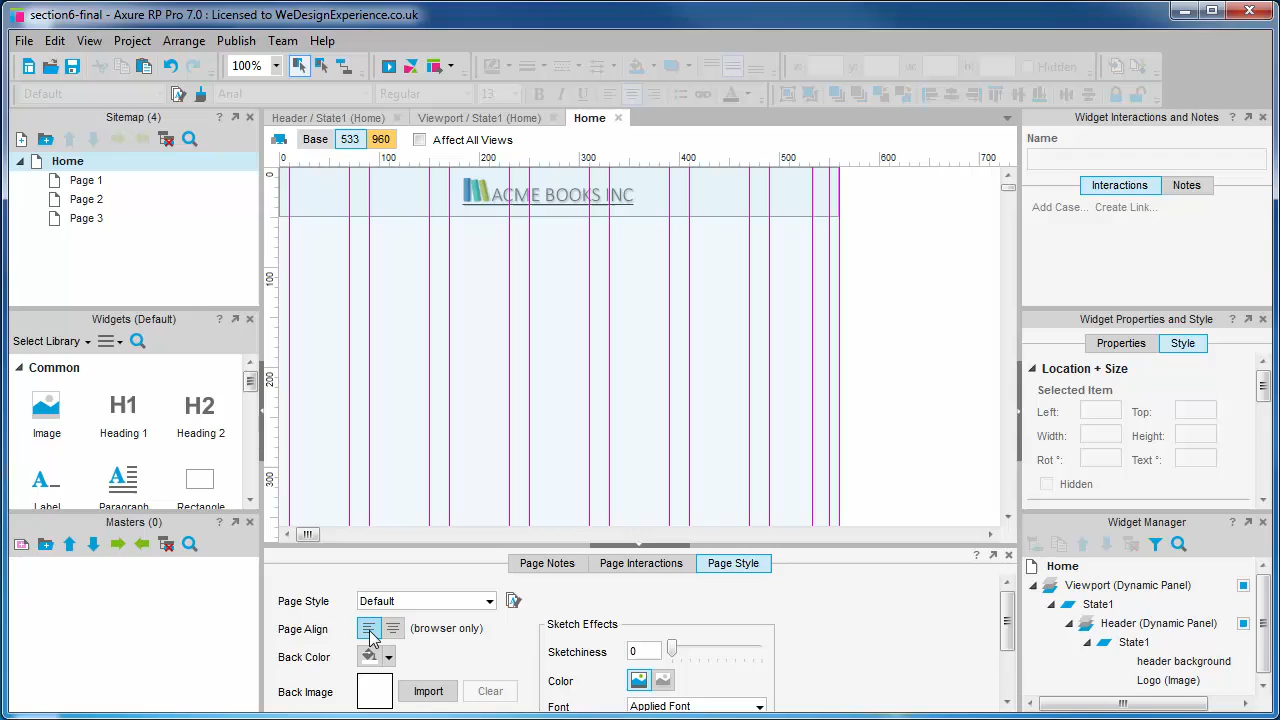 section6-final - Axure RP Pro 7.0 : Licensed to WeDesignExperience.co.uk
File Edit View Project Arrange Publish Team Help
100% x: y: w: h: Hidden
Default Arial Regular 13
Sitemap (4) ?
Header / State1 (Home) Viewport / State1 (Home) Home
Widget Interactions and Notes ?
Base 533 960 Affect All Views
Name
0 100 200 300 400 500 600 700
Home
Page 1
Page 2
Page 3
Interactions Notes
Add Case... Create Link...
0
100
200
300
ACME BOOKS INC
Widgets (Default) ?
Select Library
Common
Image
H1
Heading 1
H2
Heading 2
A
Label
A
Paragraph
Rectangle
Widget Properties and Style ?
Properties Style
Location + Size
Selected Item
Left: Top:
Width: Height:
Rot °: Text °:
Hidden
Masters (0) ?
Page Notes Page Interactions Page Style ?
Page Style Default
Page Align (browser only)
Back Color
Back Image Import Clear
Sketch Effects
Sketchiness 0
Color
Font Applied Font
Widget Manager ?
Home
Viewport (Dynamic Panel)
State1
Header (Dynamic Panel)
State1
header background
Logo (Image)